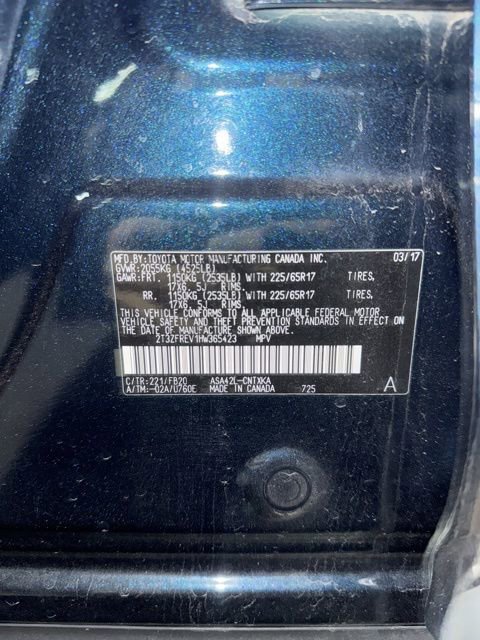 MFD.BY:TOYOTA MOTOR MANUFACTURING CANADA INC. 03/17
GVWR:2055KG (4525LB)
GAWR:FRT. 1150KG (2535LB) WITH 225/65R17 TIRES,
17X6.5J RIMS.
RR. 1150KG (2535LB) WITH 225/65R17 TIRES,
17X6.5J RIMS.
THIS VEHICLE CONFORMS TO ALL APPLICABLE FEDERAL MOTOR
VEHICLE SAFETY AND THEFT PREVENTION STANDARDS IN EFFECT
ON THE DATE OF MANUFACTURE SHOWN ABOVE.
2T3ZFREV1HW365423 MPV
C/TR:221/FB20 ASA42L-CNTXKA
A/TM:-02A/U760E MADE IN CANADA 725 A